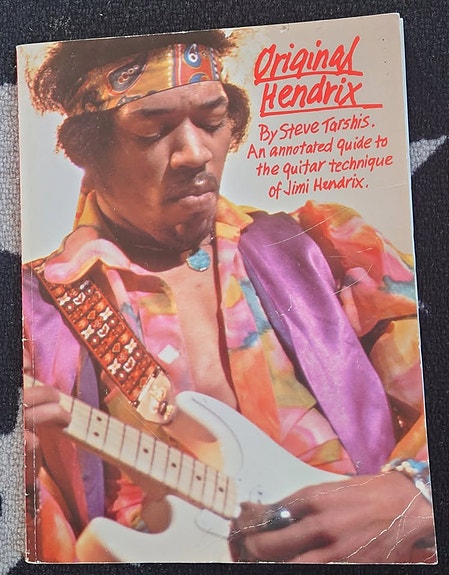 Original
Hendrix
By Steve Tarshis.
An annotated guide to
the guitar technique
of Jimi Hendrix.